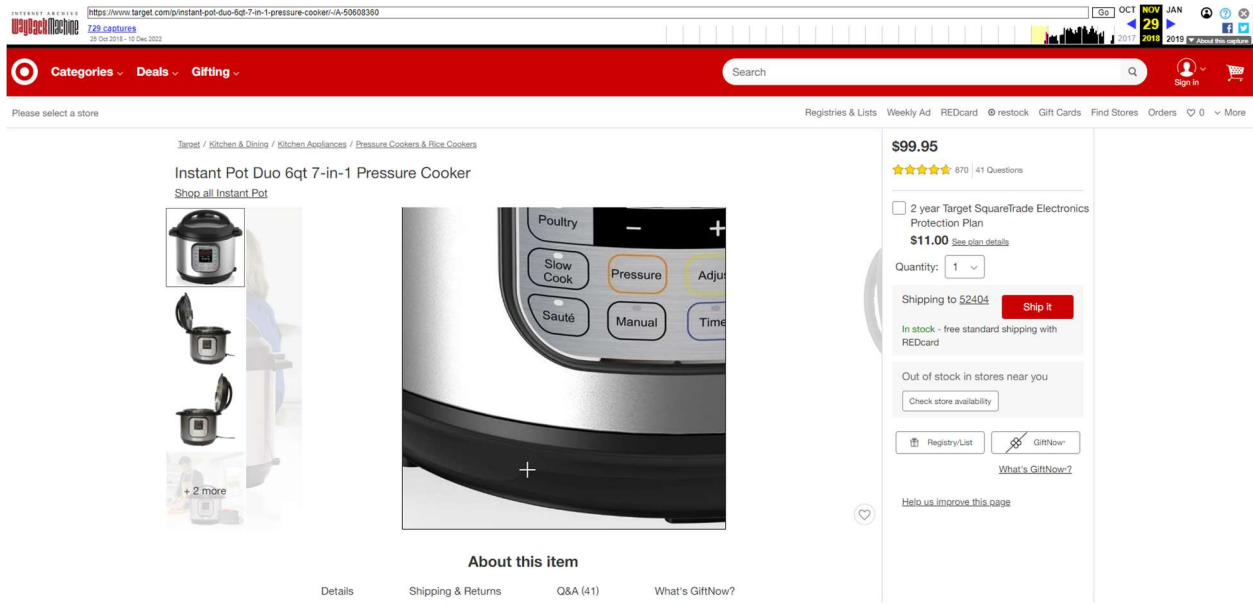 INTERNET ARCHIVE
WayBackMachine
https://www.target.com/p/instant-pot-duo-6qt-7-in-1-pressure-cooker/-/A-50608360
Go
OCT NOV JAN
729 captures
29
25 Oct 2018 - 10 Dec 2022
2017 2018 2019
About this capture
Categories Deals Gifting
Search
Sign in
Please select a store
Registries & Lists Weekly Ad REDcard restock Gift Cards Find Stores Orders 0 More
Target / Kitchen & Dining / Kitchen Appliances / Pressure Cookers & Rice Cookers
Instant Pot Duo 6qt 7-in-1 Pressure Cooker
Shop all Instant Pot
+ 2 more
Poultry
− +
Slow
Cook
Pressure
Adjus
Sauté
Manual
Time
$99.95
870 41 Questions
2 year Target SquareTrade Electronics
Protection Plan
$11.00 See plan details
Quantity: 1
Shipping to 52404
Ship it
In stock - free standard shipping with
REDcard
Out of stock in stores near you
Check store availability
Registry/List
GiftNow
What's GiftNow?
Help us improve this page
About this item
Details Shipping & Returns Q&A (41) What's GiftNow?